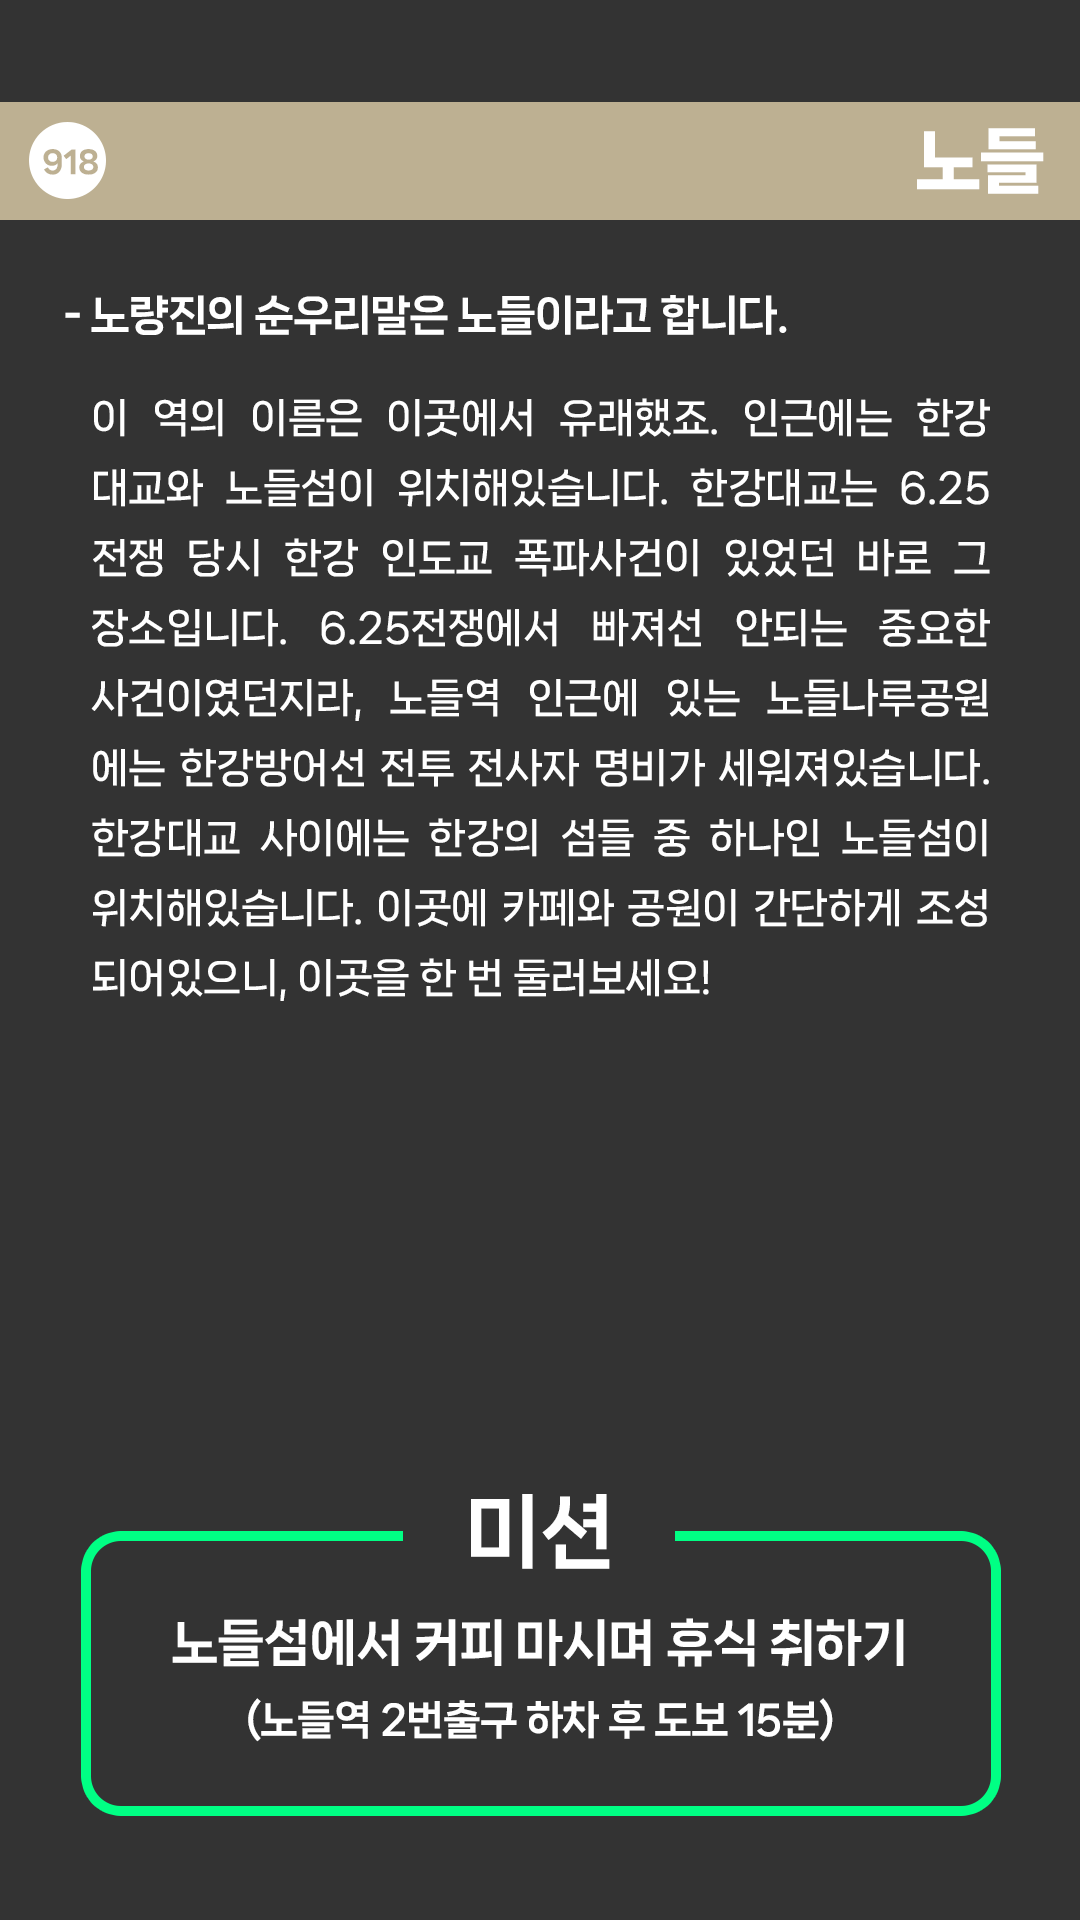 918
노들
- 노량진의 순우리말은 노들이라고 합니다.
이 역의 이름은 이곳에서 유래했죠. 인근에는 한강
대교와 노들섬이 위치해있습니다. 한강대교는 6.25
전쟁 당시 한강 인도교 폭파사건이 있었던 바로 그
장소입니다. 6.25전쟁에서 빠져선 안되는 중요한
사건이였던지라, 노들역 인근에 있는 노들나루공원
에는 한강방어선 전투 전사자 명비가 세워져있습니다.
한강대교 사이에는 한강의 섬들 중 하나인 노들섬이
위치해있습니다. 이곳에 카페와 공원이 간단하게 조성
되어있으니, 이곳을 한 번 둘러보세요!
미션
노들섬에서 커피 마시며 휴식 취하기
(노들역 2번출구 하차 후 도보 15분)